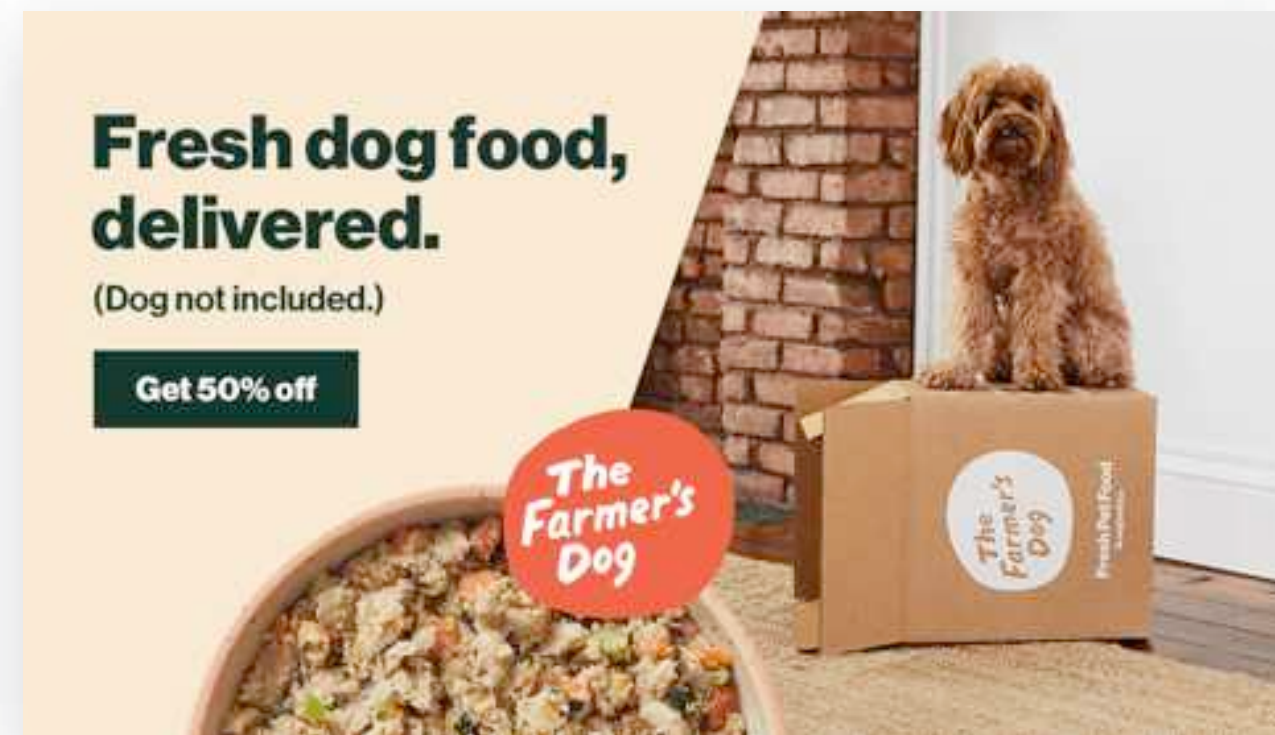 Fresh dog food,
delivered.
(Dog not included.)
Get 50% off
The
Farmer's
Dog
The
Farmer's
Dog
Fresh Pet Food